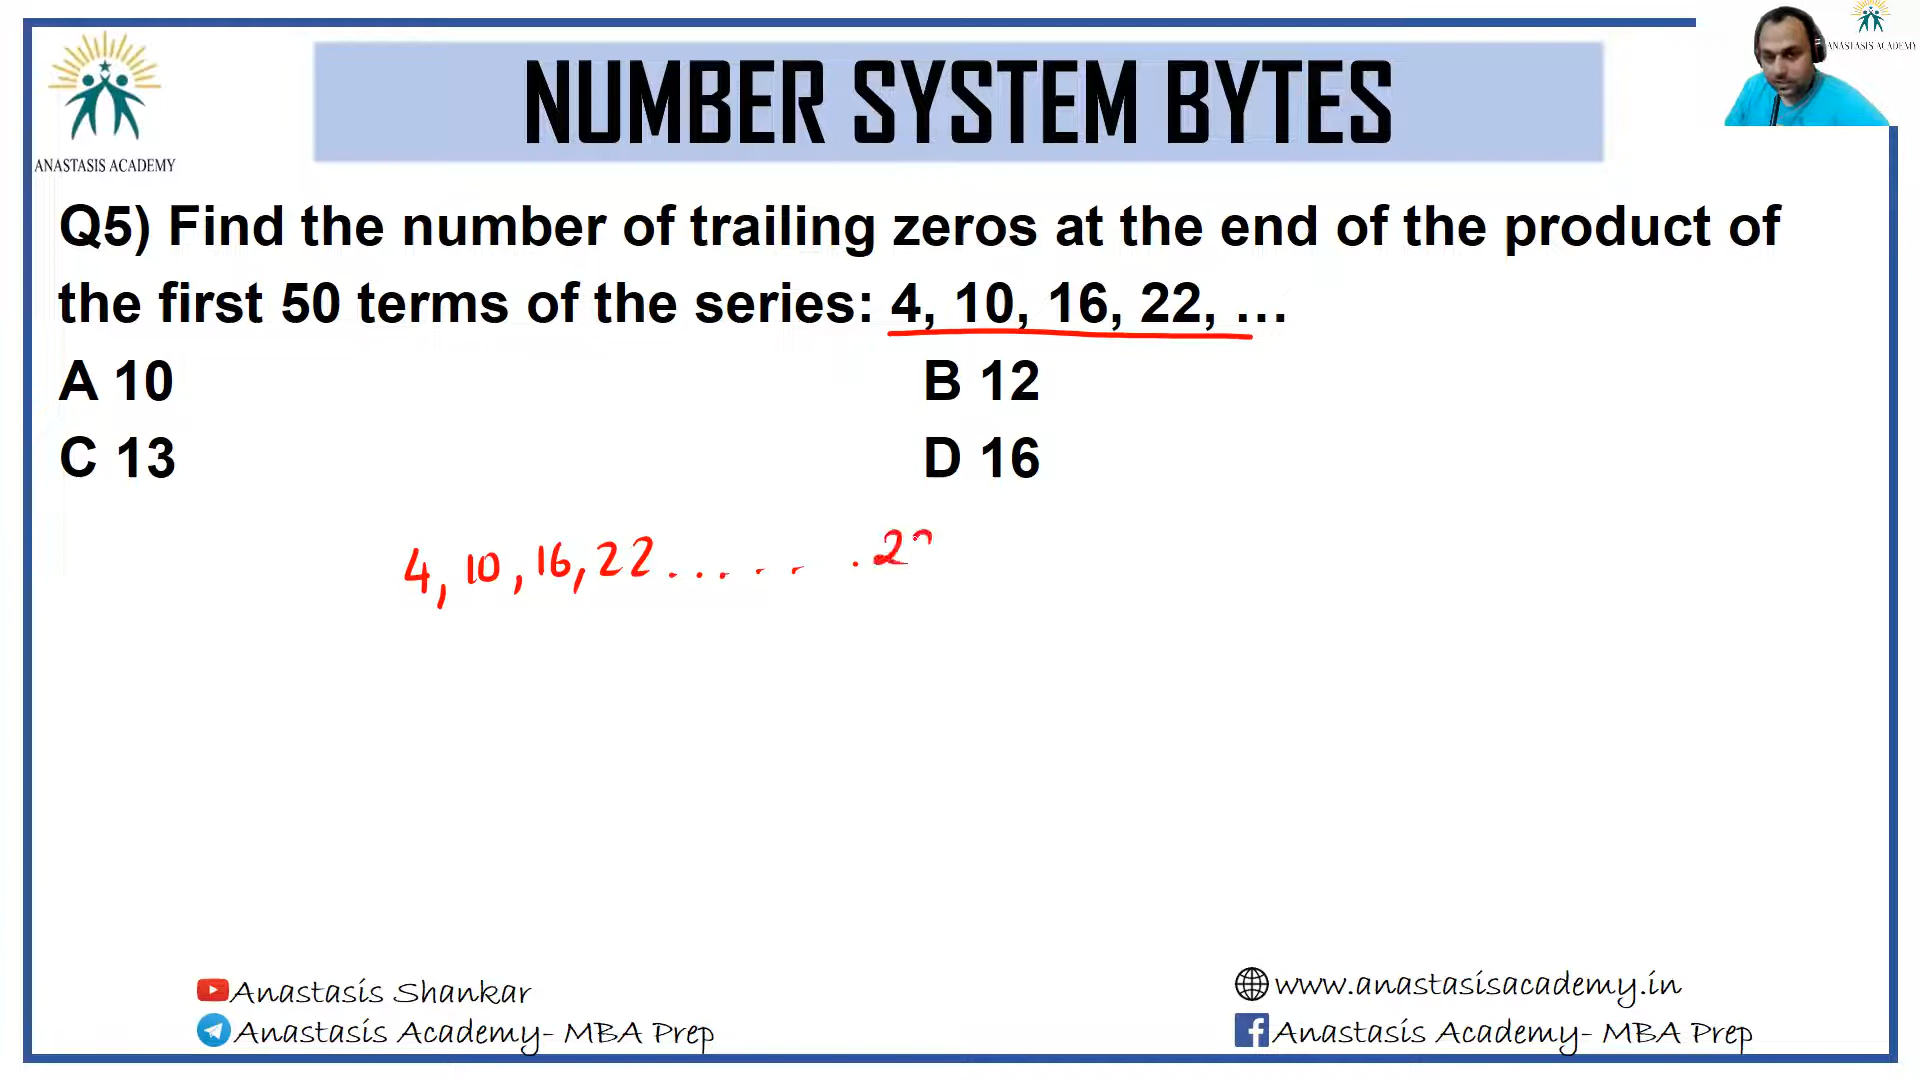 ANASTASIS ACADEMY
NUMBER SYSTEM BYTES
ANASTASIS ACADEMY
Q5) Find the number of trailing zeros at the end of the product of
the first 50 terms of the series: 4, 10, 16, 22, ...
A 10
B 12
C 13
D 16
4, 10, 16, 22 . . . . . . 2
Anastasis Shankar
www.anastasisacademy.in
Anastasis Academy- MBA Prep
Anastasis Academy- MBA Prep